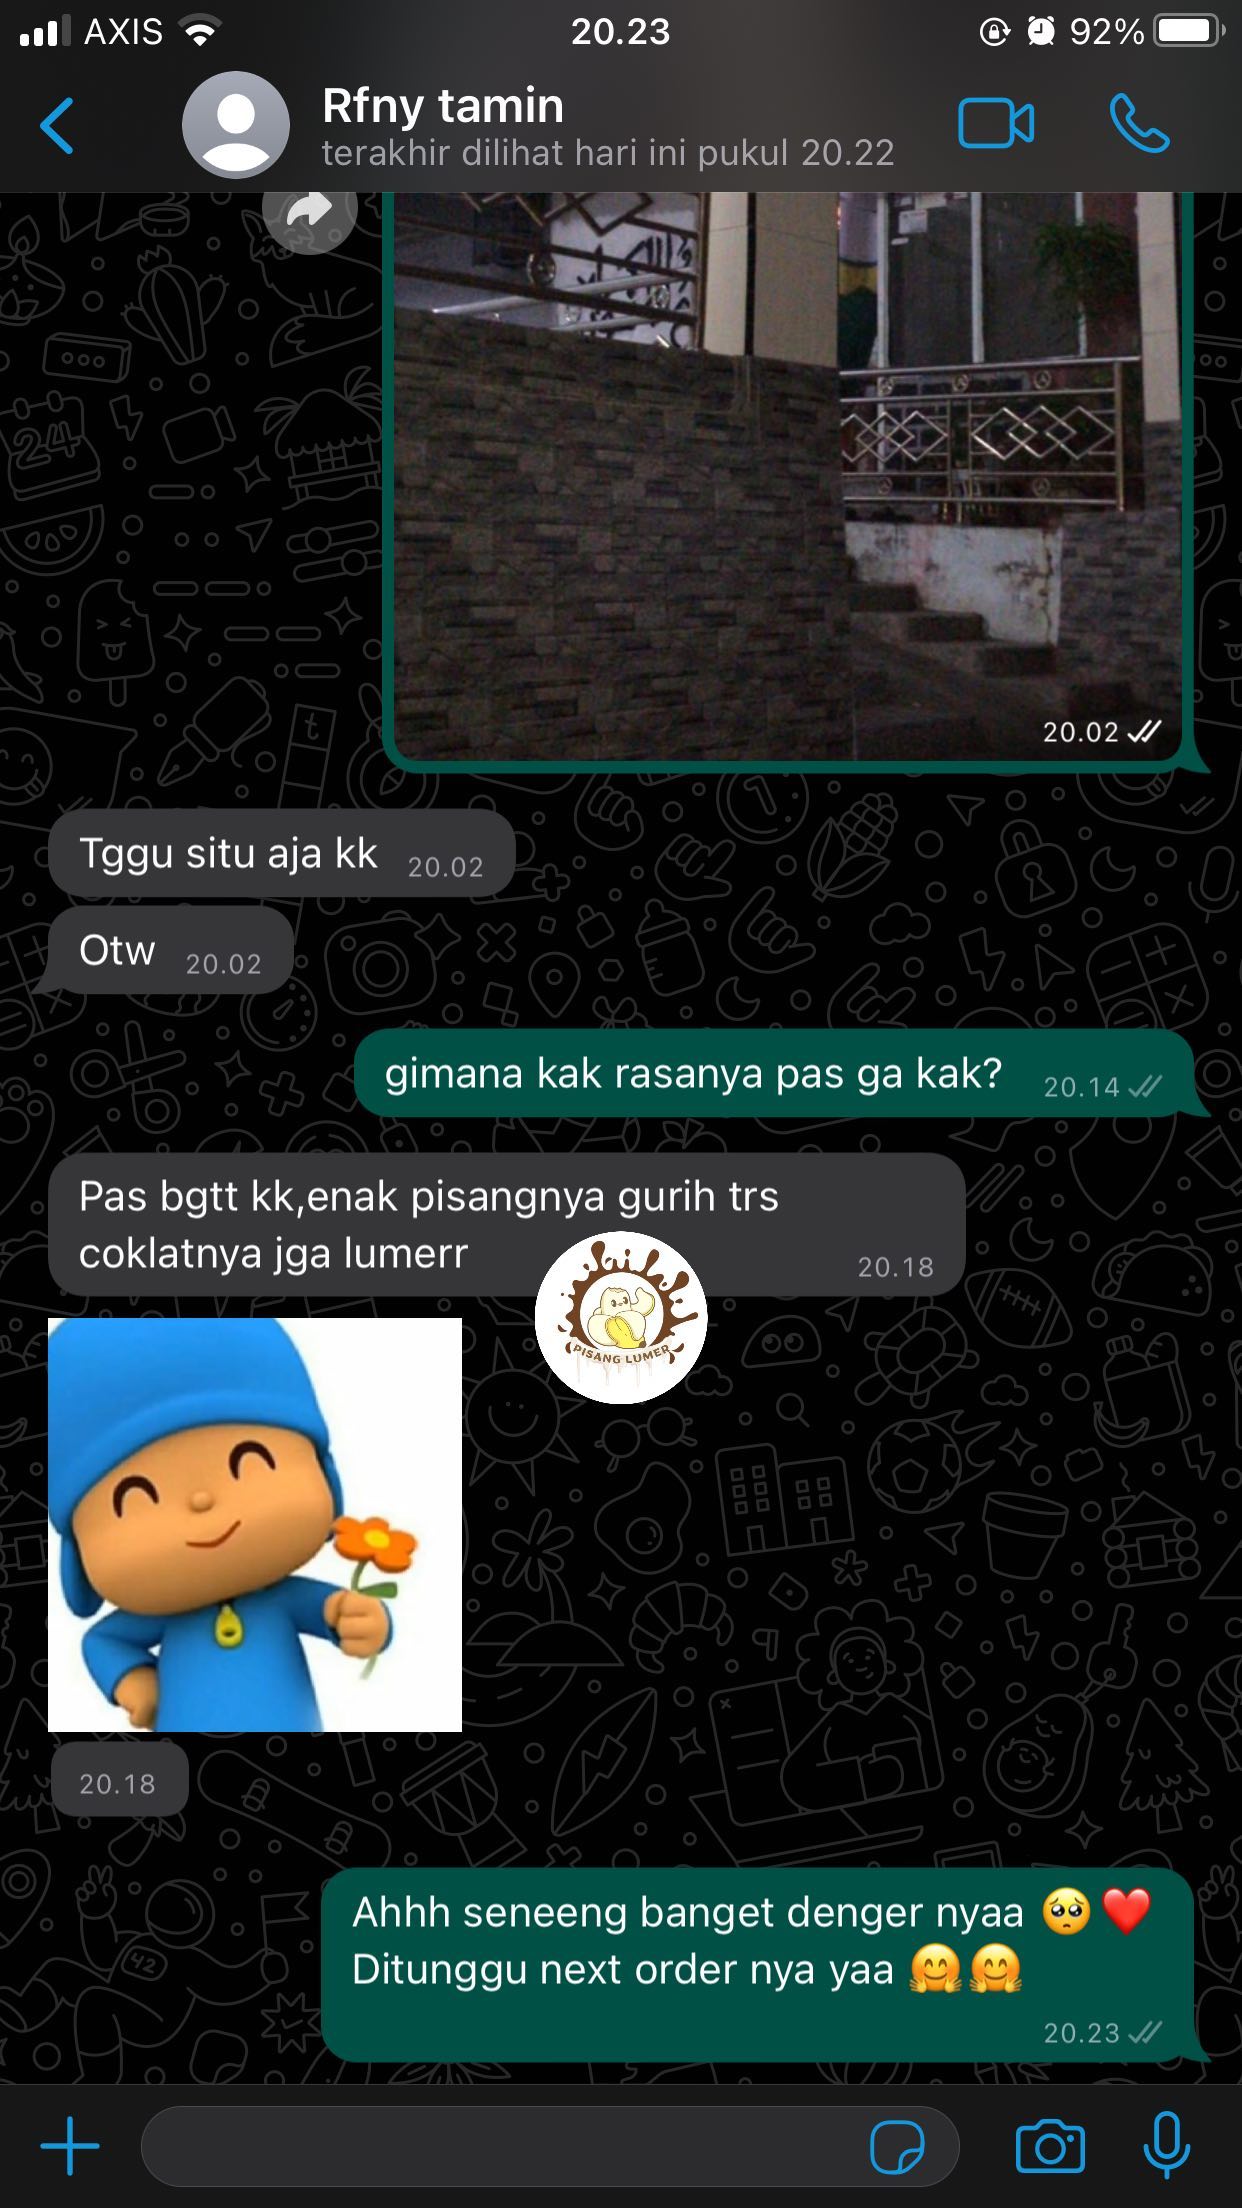 AXIS
20.23
92%
Rfny tamin
terakhir dilihat hari ini pukul 20.22
20.02
Tggu situ aja kk 20.02
Otw 20.02
gimana kak rasanya pas ga kak? 20.14
Pas bgtt kk,enak pisangnya gurih trs
coklatnya jga lumerr 20.18
PISANG LUMER
20.18
Ahhh seneeng banget denger nyaa 🥺❤️
Ditunggu next order nya yaa 🤗🤗
20.23